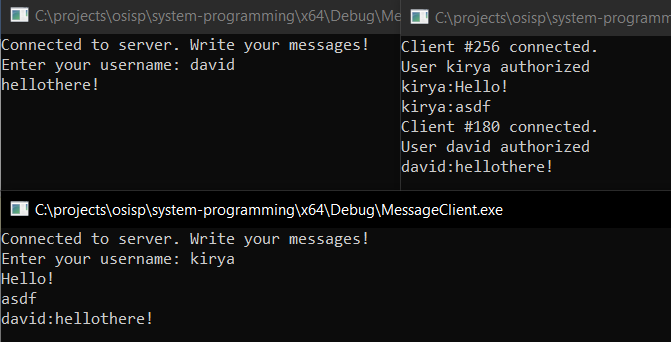 C:\projects\osisp\system-programming\x64\Debug\Me
Connected to server. Write your messages!
Enter your username: david
hellothere!
C:\projects\osisp\system-programm
Client #256 connected.
User kirya authorized
kirya:Hello!
kirya:asdf
Client #180 connected.
User david authorized
david:hellothere!
C:\projects\osisp\system-programming\x64\Debug\MessageClient.exe
Connected to server. Write your messages!
Enter your username: kirya
Hello!
asdf
david:hellothere!